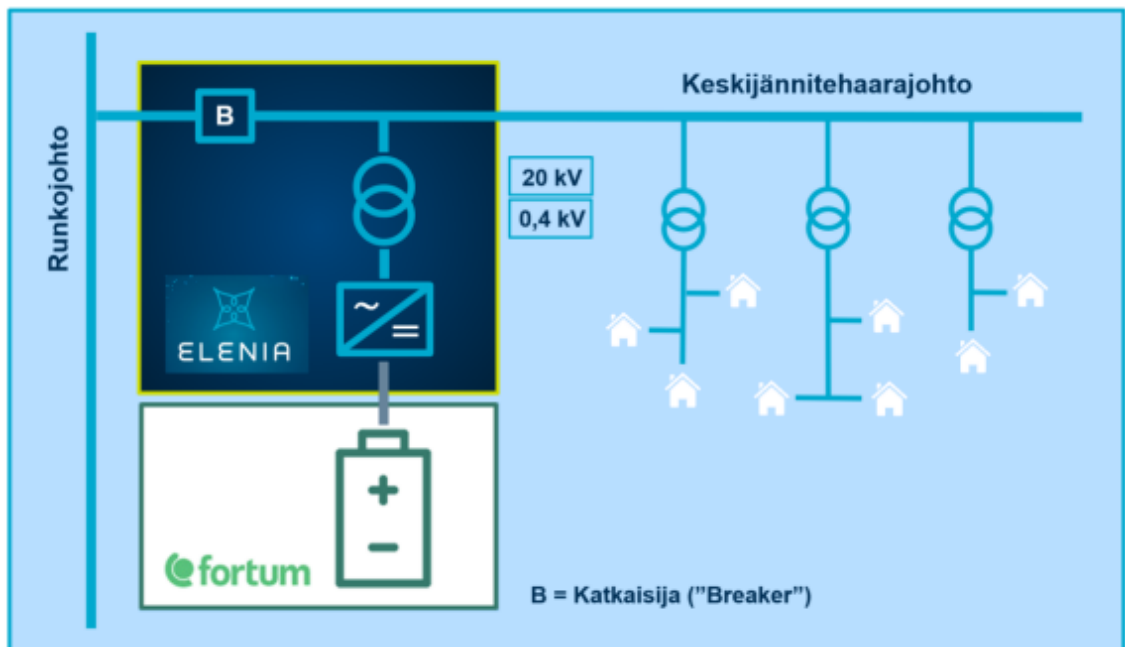 Runkojohto
B
Keskijännitehaarajohto
20 kV
0,4 kV
ELENIA
~
=
+
−
fortum
B = Katkaisija (”Breaker”)